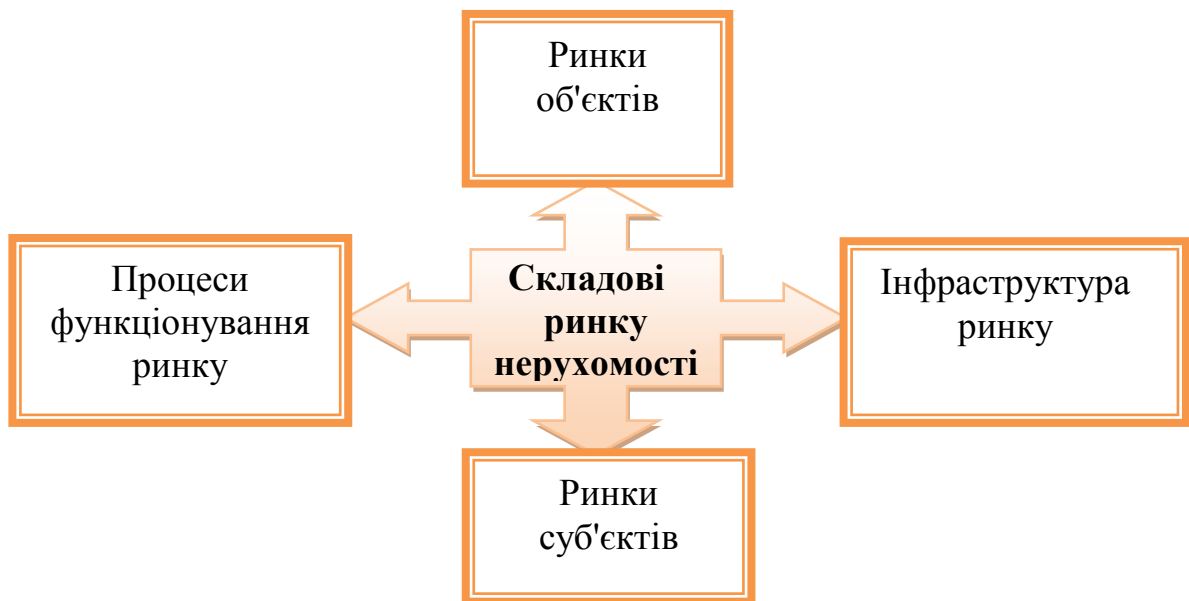 Ринки
об'єктів
Процеси
функціонування
ринку
Складові
ринку
нерухомості
Інфраструктура
ринку
Ринки
суб'єктів